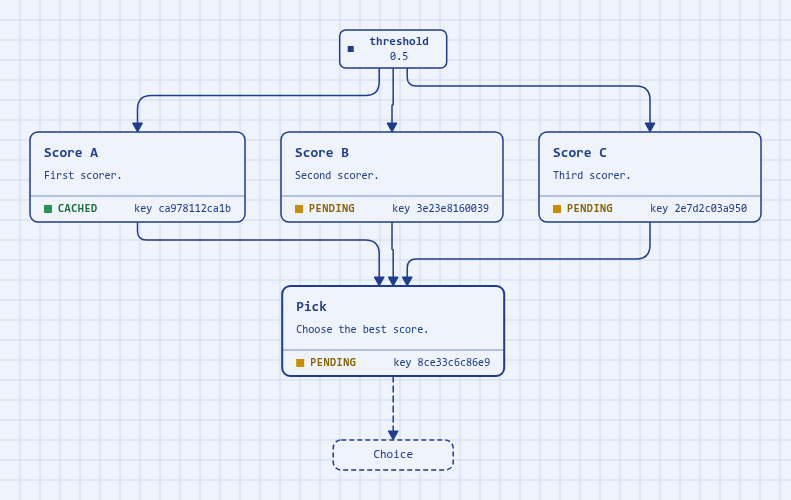 threshold
0.5
Score A
First scorer.
CACHED key ca978112ca1b
Score B
Second scorer.
PENDING key 3e23e8160039
Score C
Third scorer.
PENDING key 2e7d2c03a950
Pick
Choose the best score.
PENDING key 8ce33c6c86e9
Choice